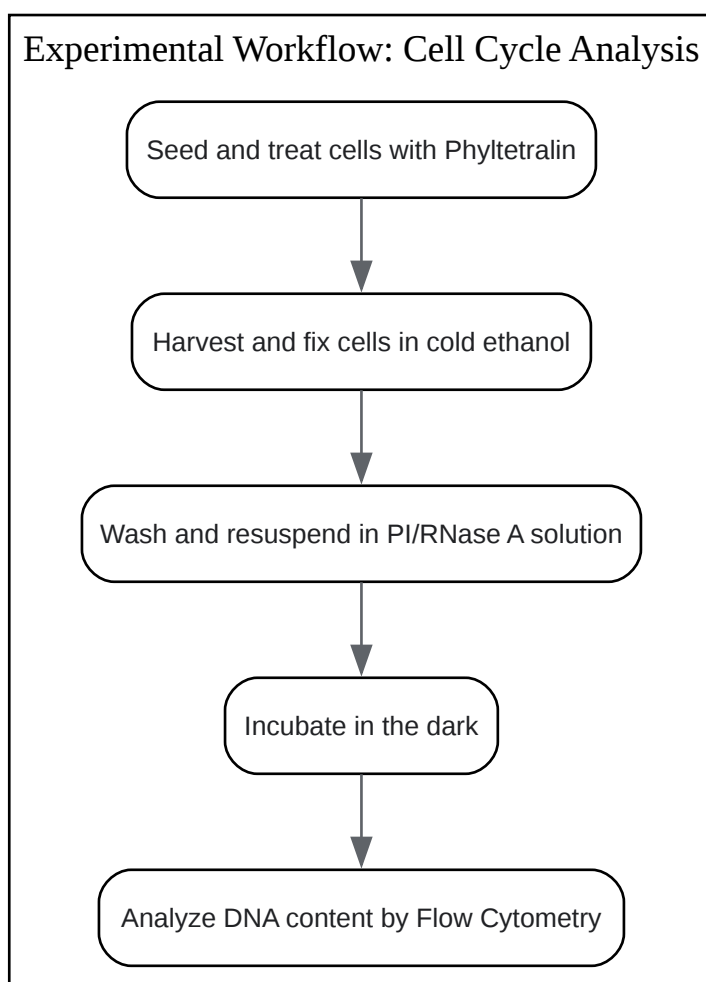 Experimental Workflow: Cell Cycle Analysis
Seed and treat cells with Phyltetralin
Harvest and fix cells in cold ethanol
Wash and resuspend in PI/RNase A solution
Incubate in the dark
Analyze DNA content by Flow Cytometry